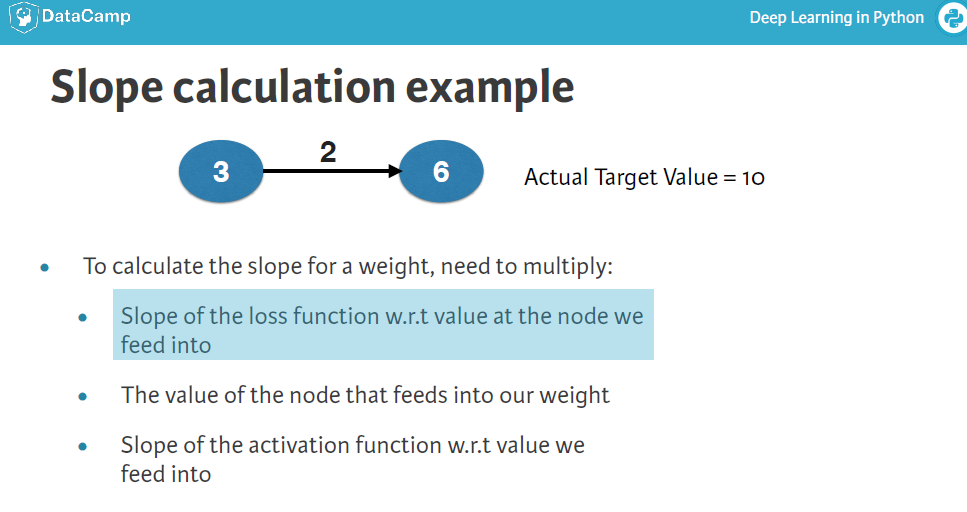 DataCamp
Deep Learning in Python
Slope calculation example
3
2
6
Actual Target Value = 10
• To calculate the slope for a weight, need to multiply:
• Slope of the loss function w.r.t value at the node we
feed into
• The value of the node that feeds into our weight
• Slope of the activation function w.r.t value we
feed into